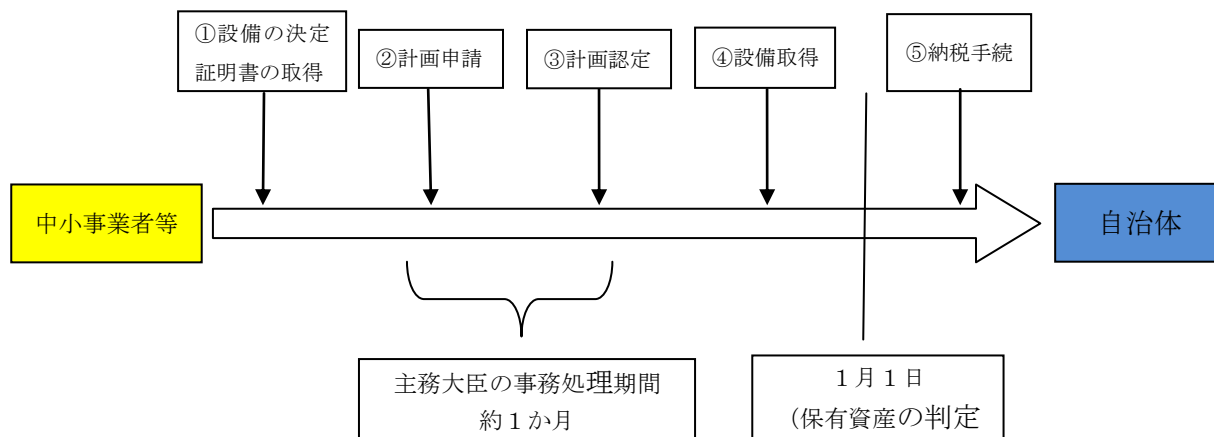 ①設備の決定
証明書の取得
②計画申請
③計画認定
④設備取得
⑤納税手続
中小事業者等
自治体
主務大臣の事務処理期間
約１か月
１月１日
(保有資産の判定